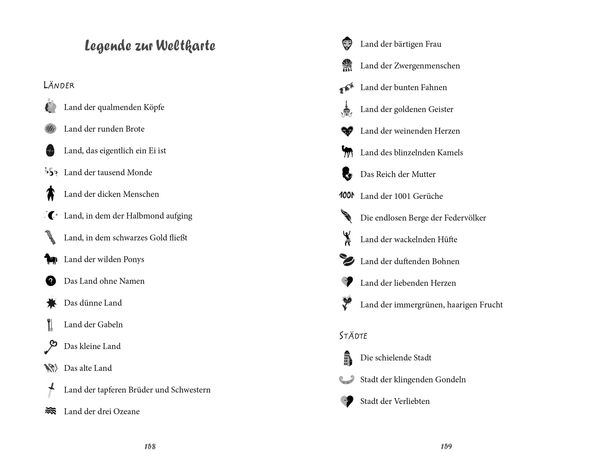 Legende zur Weltkarte
Länder
Land der qualmenden Köpfe
Land der runden Brote
Land, das eigentlich ein Ei ist
Land der tausend Monde
Land der dicken Menschen
Land, in dem der Halbmond aufging
Land, in dem schwarzes Gold fließt
Land der wilden Ponys
?
Das Land ohne Namen
Das dünne Land
Land der Gabeln
Das kleine Land
Das alte Land
Land der tapferen Brüder und Schwestern
Land der drei Ozeane
158
Land der bärtigen Frau
Land der Zwergenmenschen
Land der bunten Fahnen
Land der goldenen Geister
Land der weinenden Herzen
Land des blinzelnden Kamels
Das Reich der Mutter
1001
Land der 1001 Gerüche
Die endlosen Berge der Federvölker
Land der wackelnden Hüfte
Land der duftenden Bohnen
Land der liebenden Herzen
Land der immergrünen, haarigen Frucht
Städte
Die schielende Stadt
Stadt der klingenden Gondeln
Stadt der Verliebten
159